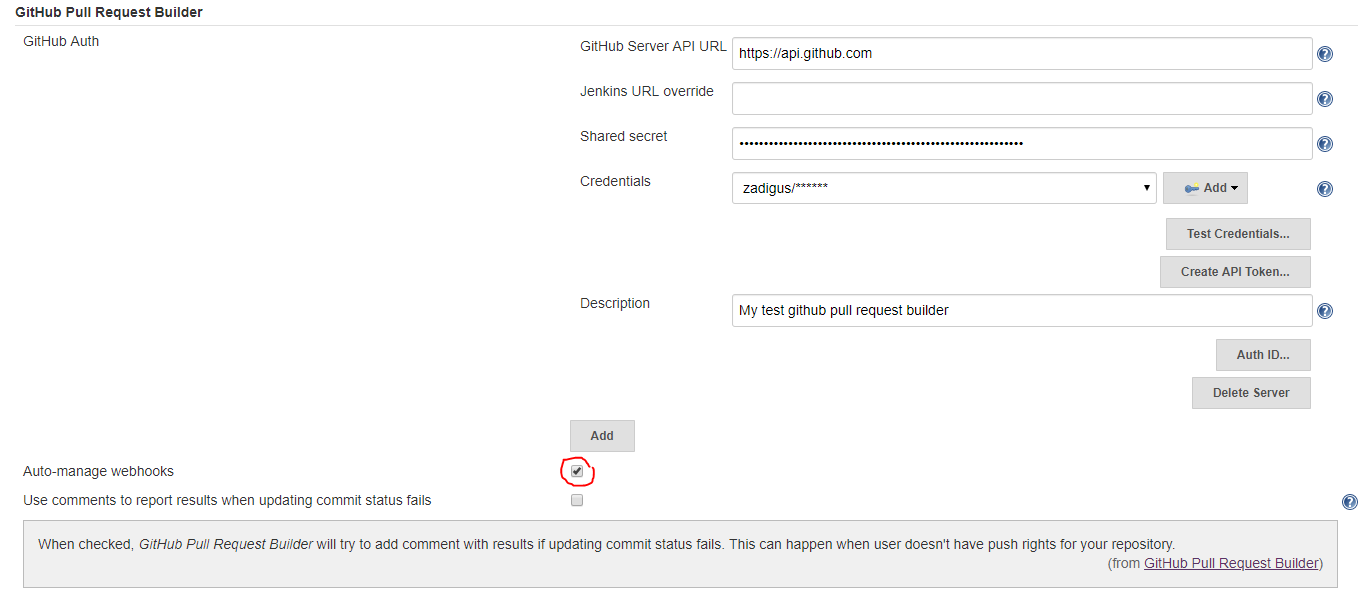 GitHub Pull Request Builder
GitHub Auth
GitHub Server API URL
https://api.github.com
Jenkins URL override
Shared secret
••••••••••••••••••••••••••••••••••••••••••••••••••••••••••
Credentials
zadigus/******
Add
Test Credentials...
Create API Token...
Description
My test github pull request builder
Auth ID...
Delete Server
Add
Auto-manage webhooks
Use comments to report results when updating commit status fails
When checked, GitHub Pull Request Builder will try to add comment with results if updating commit status fails. This can happen when user doesn't have push rights for your repository.
(from GitHub Pull Request Builder)